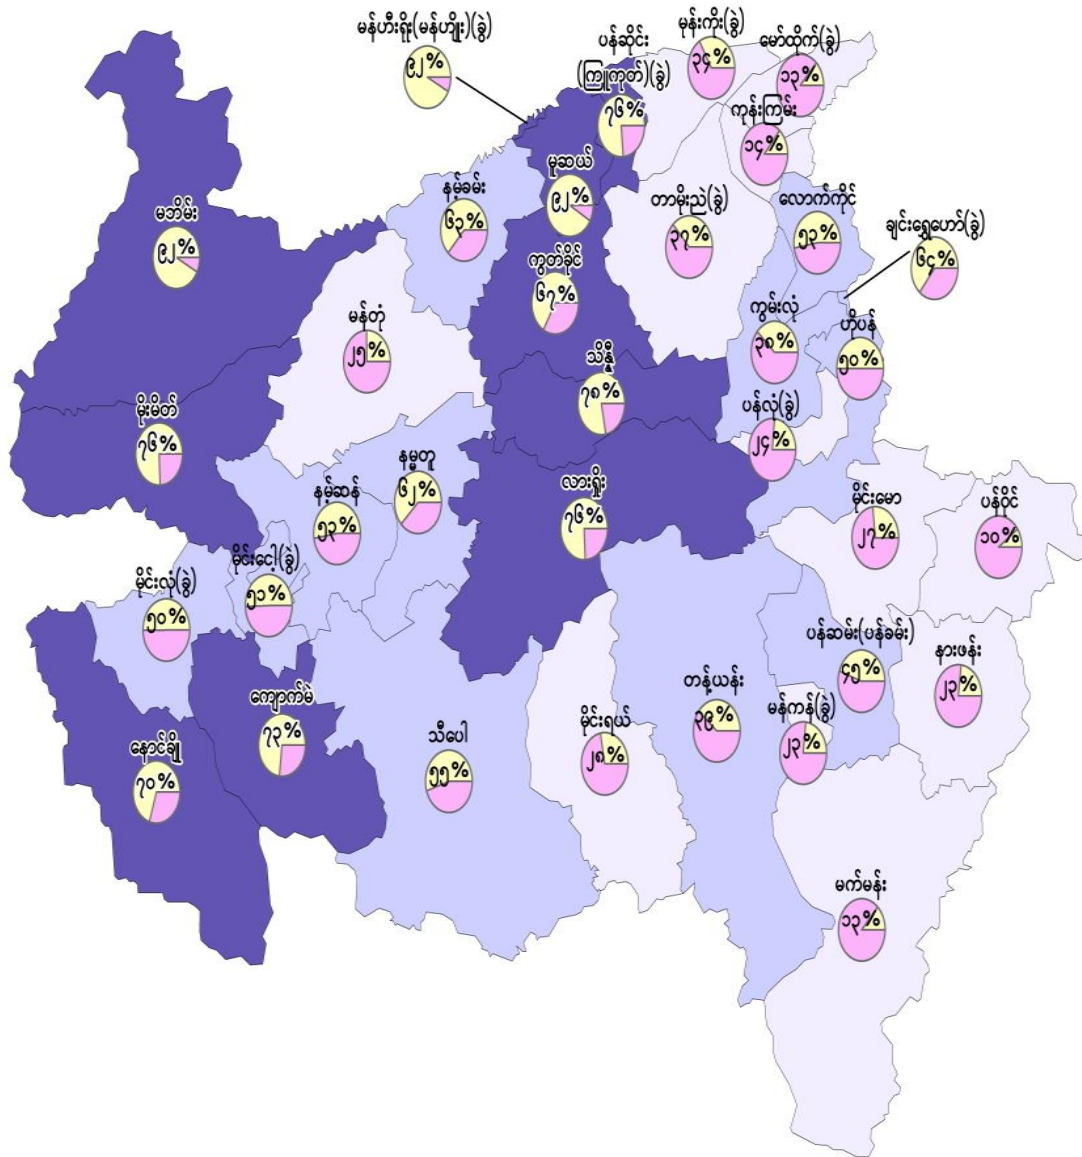 မန်ဟီးရိုး(မန်ဟျိုး)(ခွဲ)
၉၂%
ပန်ဆိုင်း
(ကြူကုတ်)(ခွဲ)
၇၆%
မုန်းကိုး(ခွဲ)
၃၄%
မော်ထိုက်(ခွဲ)
၁၃%
ကုန်းကြမ်း
၁၄%
မူဆယ်
၉၂%
နမ့်ခမ်း
၆၃%
မဘိမ်း
၉၂%
တာမိုးညဲ(ခွဲ)
၃၇%
လောက်ကိုင်
၅၃%
ချင်းရွှေဟော်(ခွဲ)
၆၄%
ကွတ်ခိုင်
၆၇%
မန်တုံ
၂၅%
ကွမ်းလုံ
၃၈%
ဟိုပန်
၅၀%
သိန္နီ
၇၈%
မိုးမိတ်
၇၆%
ပန်လုံ(ခွဲ)
၂၄%
နမ္မတူ
၆၂%
နမ့်ဆန်
၅၃%
လားရှိုး
၇၆%
မိုင်းမော
၂၇%
ပန်ဝိုင်
၁၀%
မိုင်းငေါ့(ခွဲ)
၅၁%
မိုင်းလုံ(ခွဲ)
၅၀%
ပန်ဆမ်း(ပန်ခမ်း)
၄၅%
နားဖန်း
၂၃%
ကျောက်မဲ
၇၃%
တန့်ယန်း
၃၉%
မန်ကန်(ခွဲ)
၂၃%
မိုင်းရယ်
၂၈%
သီပေါ
၅၅%
နောင်ချို
၇၀%
မက်မန်း
၁၃%